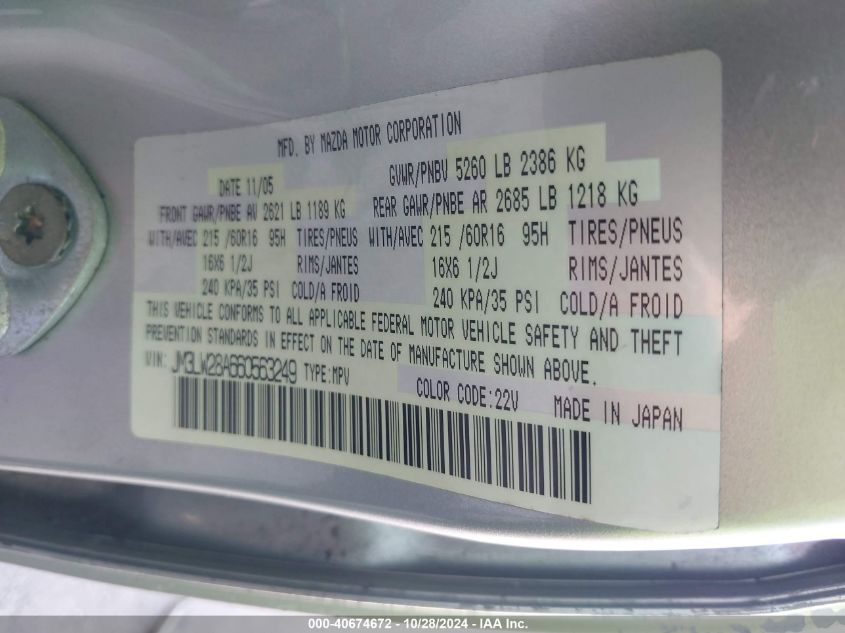 MFD. BY MAZDA MOTOR CORPORATION
DATE 11/05 GVWR/PNBV 5260 LB 2386 KG
FRONT GAWR/PNBE AV 2621 LB 1189 KG REAR GAWR/PNBE AR 2685 LB 1218 KG
WITH/AVEC 215 /60R16 95H TIRES/PNEUS WITH/AVEC 215 /60R16 95H TIRES/PNEUS
16X6 1/2J RIMS/JANTES 16X6 1/2J RIMS/JANTES
240 KPA/35 PSI COLD/A FROID 240 KPA/35 PSI COLD/A FROID
THIS VEHICLE CONFORMS TO ALL APPLICABLE FEDERAL MOTOR VEHICLE SAFETY AND THEFT
PREVENTION STANDARDS IN EFFECT ON THE DATE OF MANUFACTURE SHOWN ABOVE.
VIN: JM3LW28A660563249 TYPE:MPV COLOR CODE:22V MADE IN JAPAN
000-40674672 - 10/28/2024 - IAA Inc.